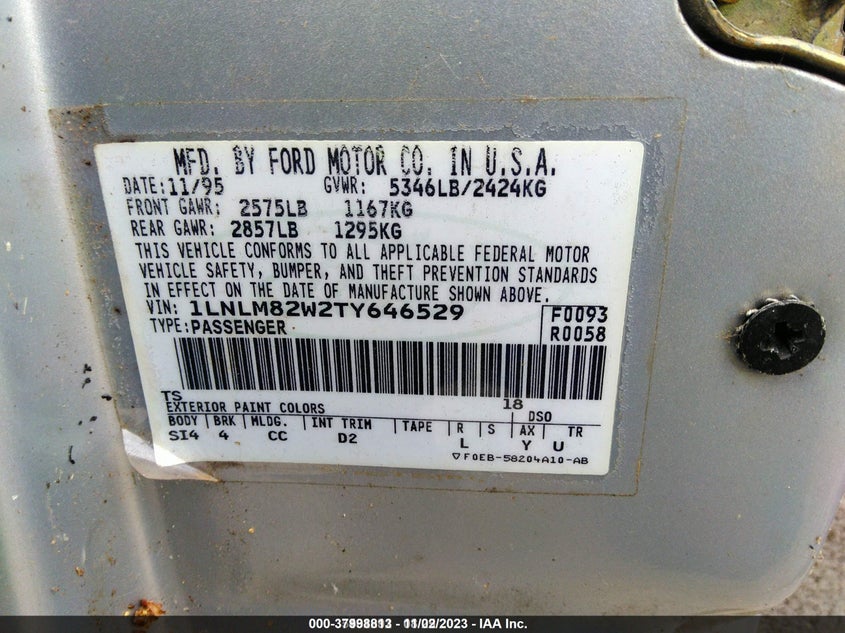 MFD. BY FORD MOTOR CO. IN U.S.A.
DATE: 11/95 GVWR: 5346LB/2424KG
FRONT GAWR: 2575LB 1167KG
REAR GAWR: 2857LB 1295KG
THIS VEHICLE CONFORMS TO ALL APPLICABLE FEDERAL MOTOR
VEHICLE SAFETY, BUMPER, AND THEFT PREVENTION STANDARDS
IN EFFECT ON THE DATE OF MANUFACTURE SHOWN ABOVE.
VIN: 1LNLM82W2TY646529 F0093
TYPE: PASSENGER R0058
TS 18
EXTERIOR PAINT COLORS DSO
BODY BRK MLDG. INT TRIM TAPE R S AX TR
SI4 4 CC D2 L Y U
▽F0EB-58204A10-AB
11/02/2023 - IAA Inc.